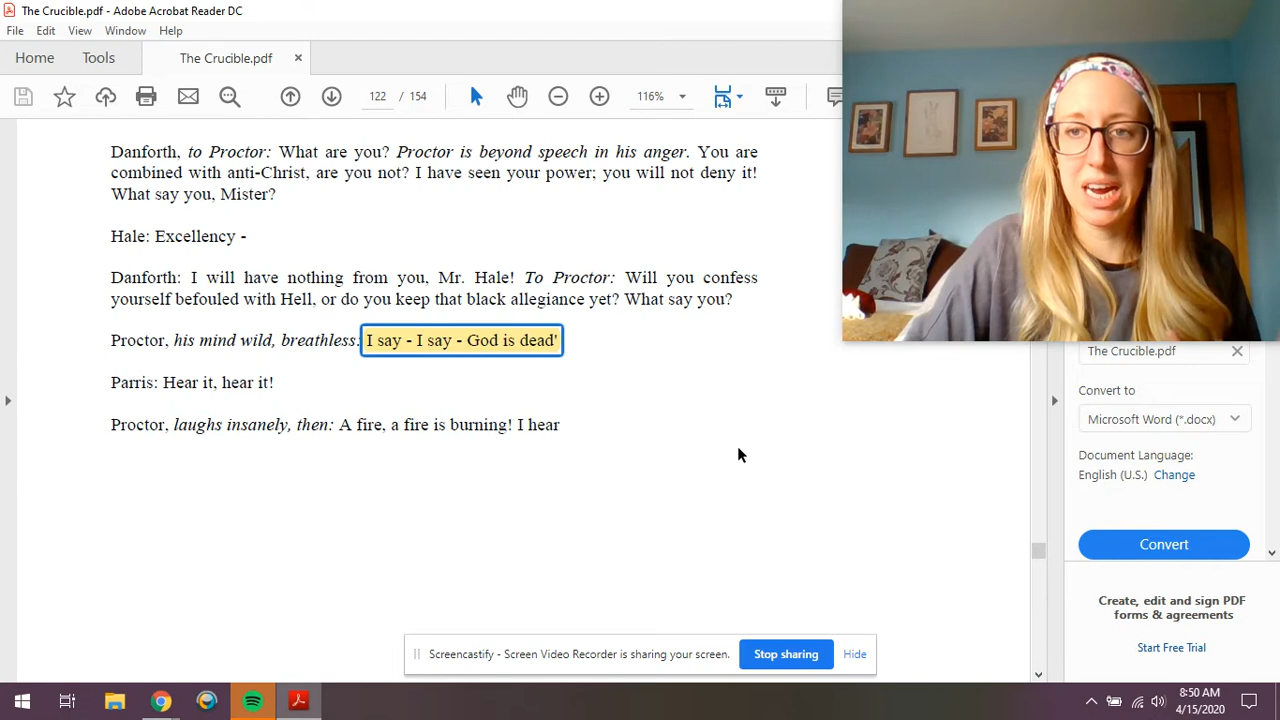 The Crucible.pdf - Adobe Acrobat Reader DC
File Edit View Window Help
Home Tools The Crucible.pdf ×
122 / 154 116%
Danforth, to Proctor: What are you? Proctor is beyond speech in his anger. You are
combined with anti-Christ, are you not? I have seen your power; you will not deny it!
What say you, Mister?
Hale: Excellency -
Danforth: I will have nothing from you, Mr. Hale! To Proctor: Will you confess
yourself befouled with Hell, or do you keep that black allegiance yet? What say you?
Proctor, his mind wild, breathless: I say - I say - God is dead'
Parris: Hear it, hear it!
Proctor, laughs insanely, then: A fire, a fire is burning! I hear
The Crucible.pdf
Convert to
Microsoft Word (*.docx)
Document Language:
English (U.S.) Change
Convert
Create, edit and sign PDF
forms & agreements
Start Free Trial
Screencastify - Screen Video Recorder is sharing your screen. Stop sharing Hide
8:50 AM
4/15/2020